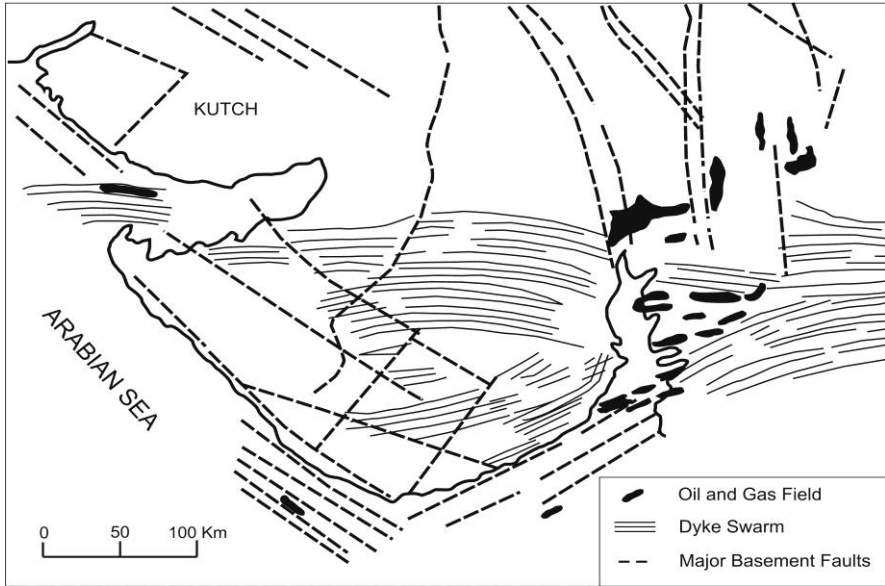 KUTCH
ARABIAN SEA
0 50 100 Km
Oil and Gas Field
Dyke Swarm
Major Basement Faults